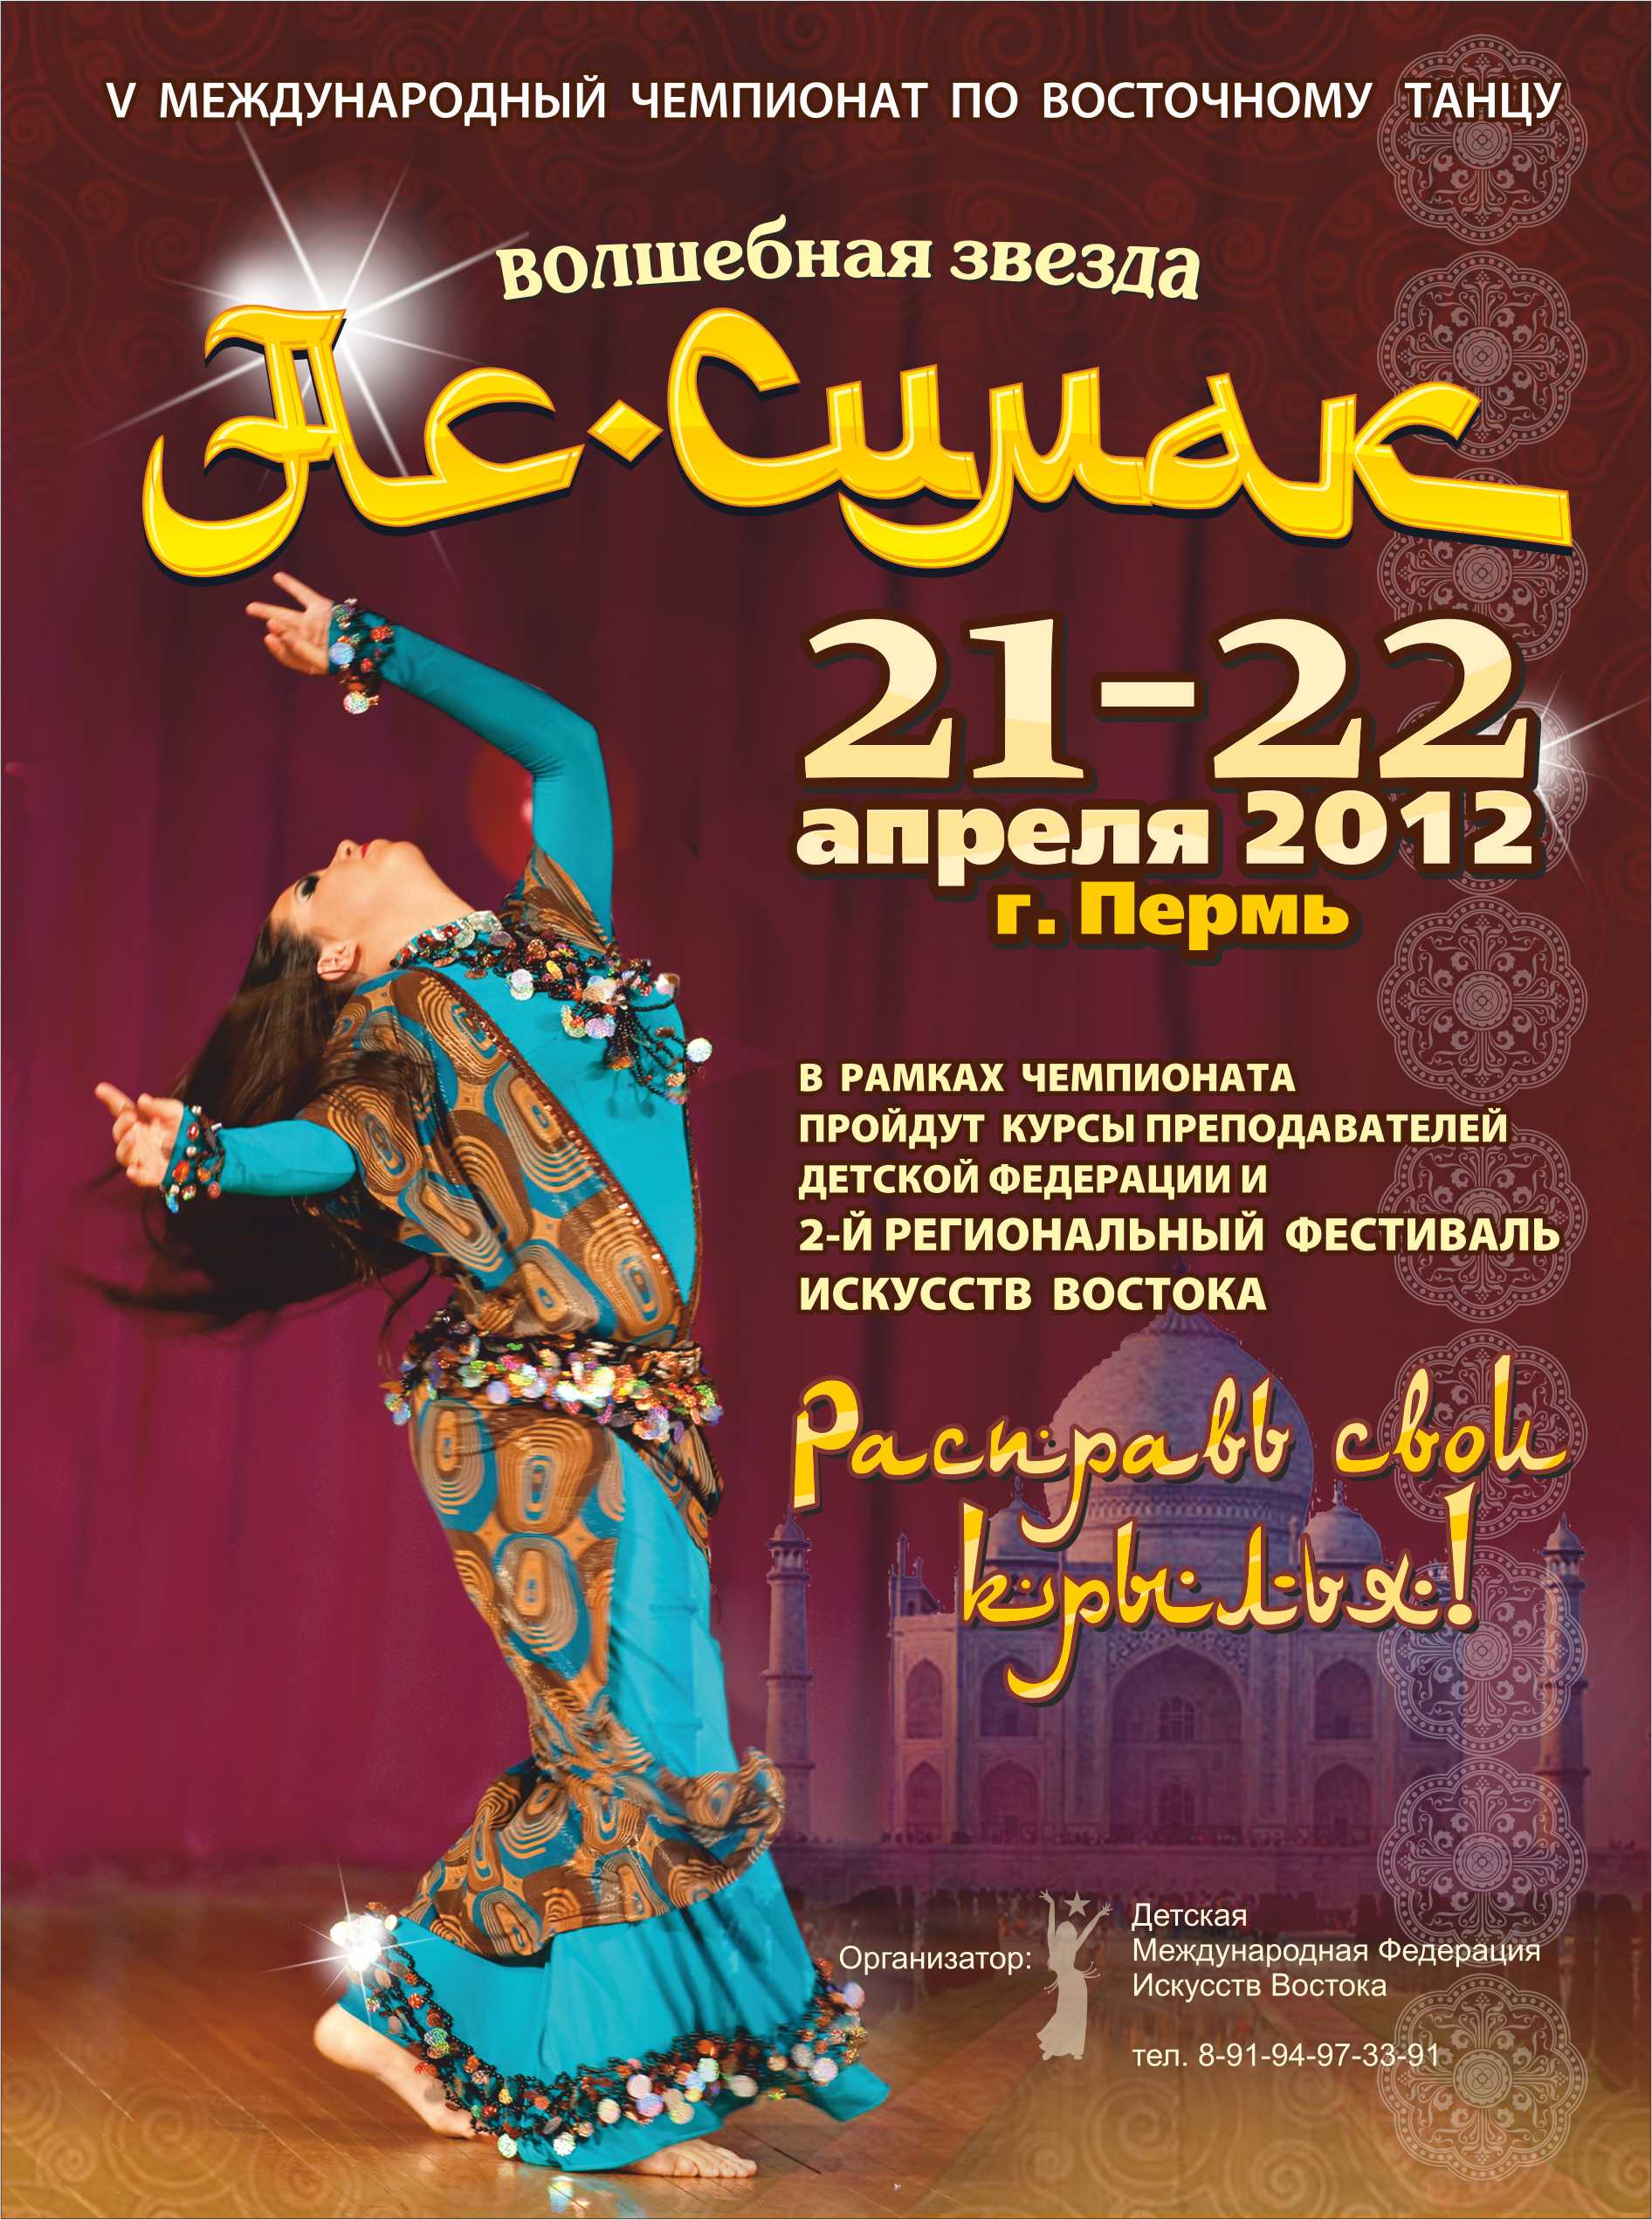 V МЕЖДУНАРОДНЫЙ ЧЕМПИОНАТ ПО ВОСТОЧНОМУ ТАНЦУ
волшебная звезда
Ас-Симак
21-22
апреля 2012
г. Пермь
В РАМКАХ ЧЕМПИОНАТА
ПРОЙДУТ КУРСЫ ПРЕПОДАВАТЕЛЕЙ
ДЕТСКОЙ ФЕДЕРАЦИИ И
2-Й РЕГИОНАЛЬНЫЙ ФЕСТИВАЛЬ
ИСКУССТВ ВОСТОКА
Расправь свои
крылья!
Организатор:
Детская
Международная Федерация
Искусств Востока
тел. 8-91-94-97-33-91